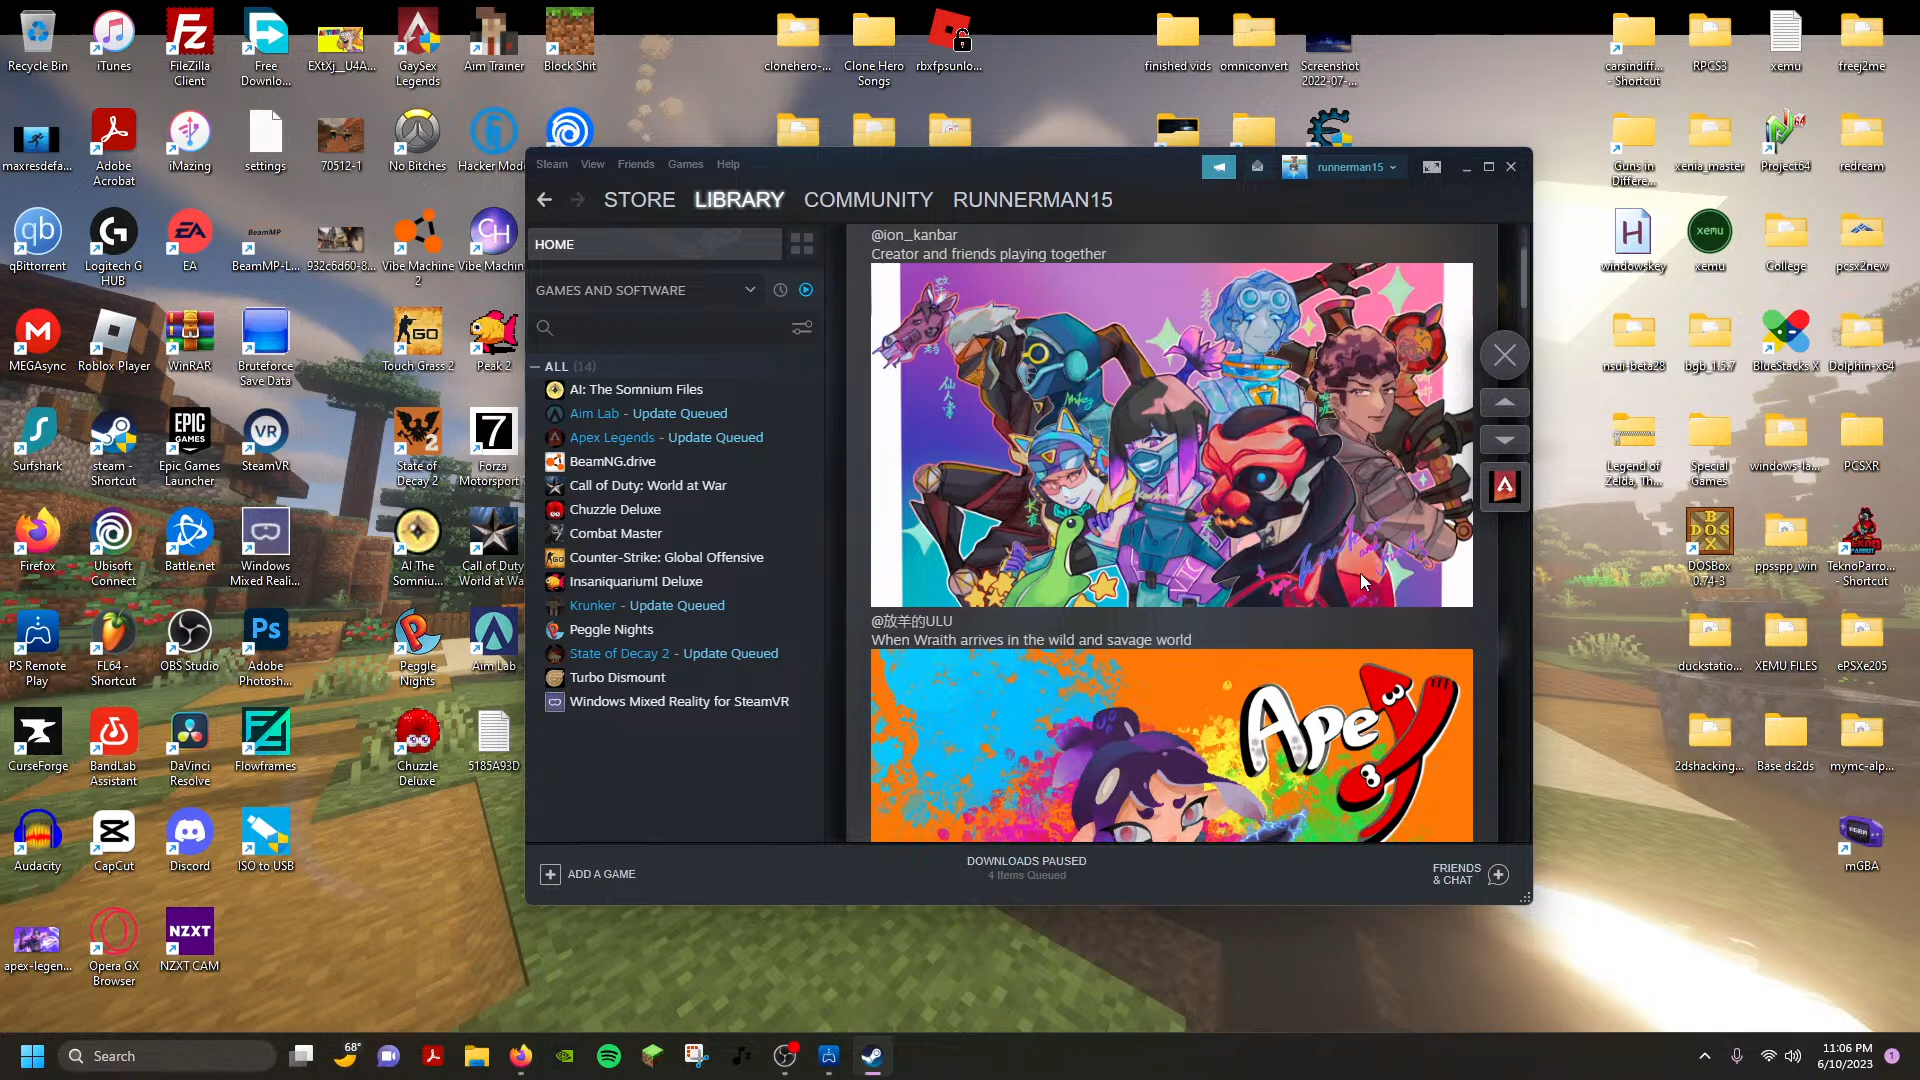 Recycle Bin
iTunes
FileZilla
Client
Free
Downlo...
EXtXj__U4A...
GaySex
Legends
Aim Trainer
Block Shit
clonehero-...
Clone Hero
Songs
rbxfpsunlo...
finished vids
omniconvert
Screenshot
2022-07-...
carsindiff...
- Shortcut
RPCS3
xemu
freej2me
maxresdefa...
Adobe
Acrobat
iMazing
settings
70512-1
No Bitches
Hacker Mode
Guns in
Differe...
xenia_master
Project64
redream
qBittorrent
Logitech G
HUB
EA
BeamMP-L...
932c6d60-8...
Vibe Machine
2
Vibe Machin
windowskey
xemu
College
pcsx2new
MEGAsync
Roblox Player
WinRAR
Bruteforce
Save Data
Touch Grass 2
Peak 2
nsui-beta28
bgb_1.5.7
BlueStacks X
Dolphin-x64
Surfshark
steam -
Shortcut
Epic Games
Launcher
SteamVR
State of
Decay 2
Forza
Motorsport
Legend of
Zelda, Th...
Special
Games
windows-la...
PCSXR
Firefox
Ubisoft
Connect
Battle.net
Windows
Mixed Reali...
AI The
Somniu...
Call of Duty
World at Wa
DOSBox
0.74-3
ppsspp_win
TeknoParro...
- Shortcut
PS Remote
Play
FL64 -
Shortcut
OBS Studio
Adobe
Photosh...
Peggle
Nights
Aim Lab
duckstatio...
XEMU FILES
ePSXe205
CurseForge
BandLab
Assistant
DaVinci
Resolve
Flowframes
Chuzzle
Deluxe
5185A93D
2dshacking...
Base ds2ds
mymc-alp...
Audacity
CapCut
Discord
ISO to USB
mGBA
apex-legen...
Opera GX
Browser
NZXT CAM
Steam View Friends Games Help
runnerman15
STORE LIBRARY COMMUNITY RUNNERMAN15
HOME
GAMES AND SOFTWARE
ALL (14)
AI: The Somnium Files
Aim Lab - Update Queued
Apex Legends - Update Queued
BeamNG.drive
Call of Duty: World at War
Chuzzle Deluxe
Combat Master
Counter-Strike: Global Offensive
Insaniquarium! Deluxe
Krunker - Update Queued
Peggle Nights
State of Decay 2 - Update Queued
Turbo Dismount
Windows Mixed Reality for SteamVR
@ion_kanbar
Creator and friends playing together
@放羊的ULU
When Wraith arrives in the wild and savage world
Apex
ADD A GAME
DOWNLOADS PAUSED
4 Items Queued
FRIENDS
& CHAT
Search
68°
11:06 PM
6/10/2023
1